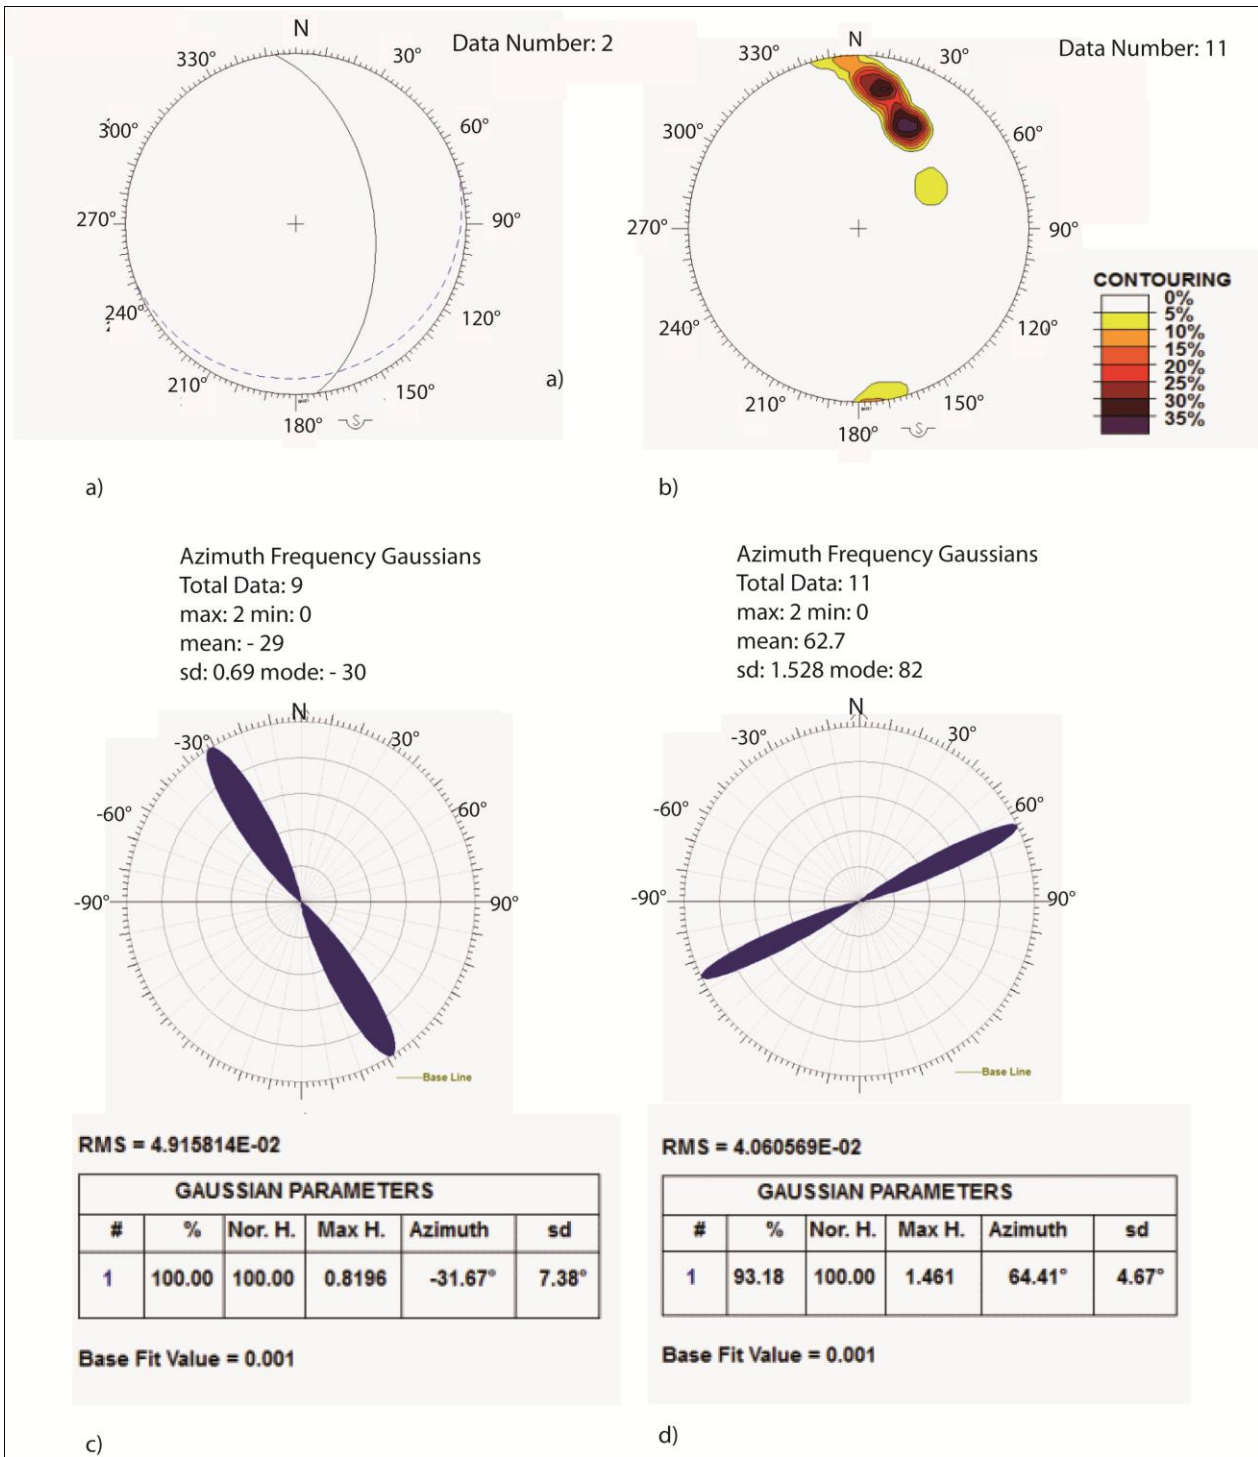 N
Data Number: 2
330°
30°
300°
60°
270°
90°
240°
120°
210°
150°
a)
180°
S
N
Data Number: 11
330°
30°
300°
60°
270°
90°
240°
120°
210°
150°
180°
S
CONTOURING
0%
5%
10%
15%
20%
25%
30%
35%
a)
b)
Azimuth Frequency Gaussians
Total Data: 9
max: 2 min: 0
mean: - 29
sd: 0.69 mode: - 30
Azimuth Frequency Gaussians
Total Data: 11
max: 2 min: 0
mean: 62.7
sd: 1.528 mode: 82
N
-30°
30°
-60°
60°
-90°
90°
Base Line
N
-30°
30°
-60°
60°
-90°
90°
Base Line
RMS = 4.915814E-02
GAUSSIAN PARAMETERS
# % Nor. H. Max H. Azimuth sd
1 100.00 100.00 0.8196 -31.67° 7.38°
Base Fit Value = 0.001
RMS = 4.060569E-02
GAUSSIAN PARAMETERS
# % Nor. H. Max H. Azimuth sd
1 93.18 100.00 1.461 64.41° 4.67°
Base Fit Value = 0.001
c)
d)